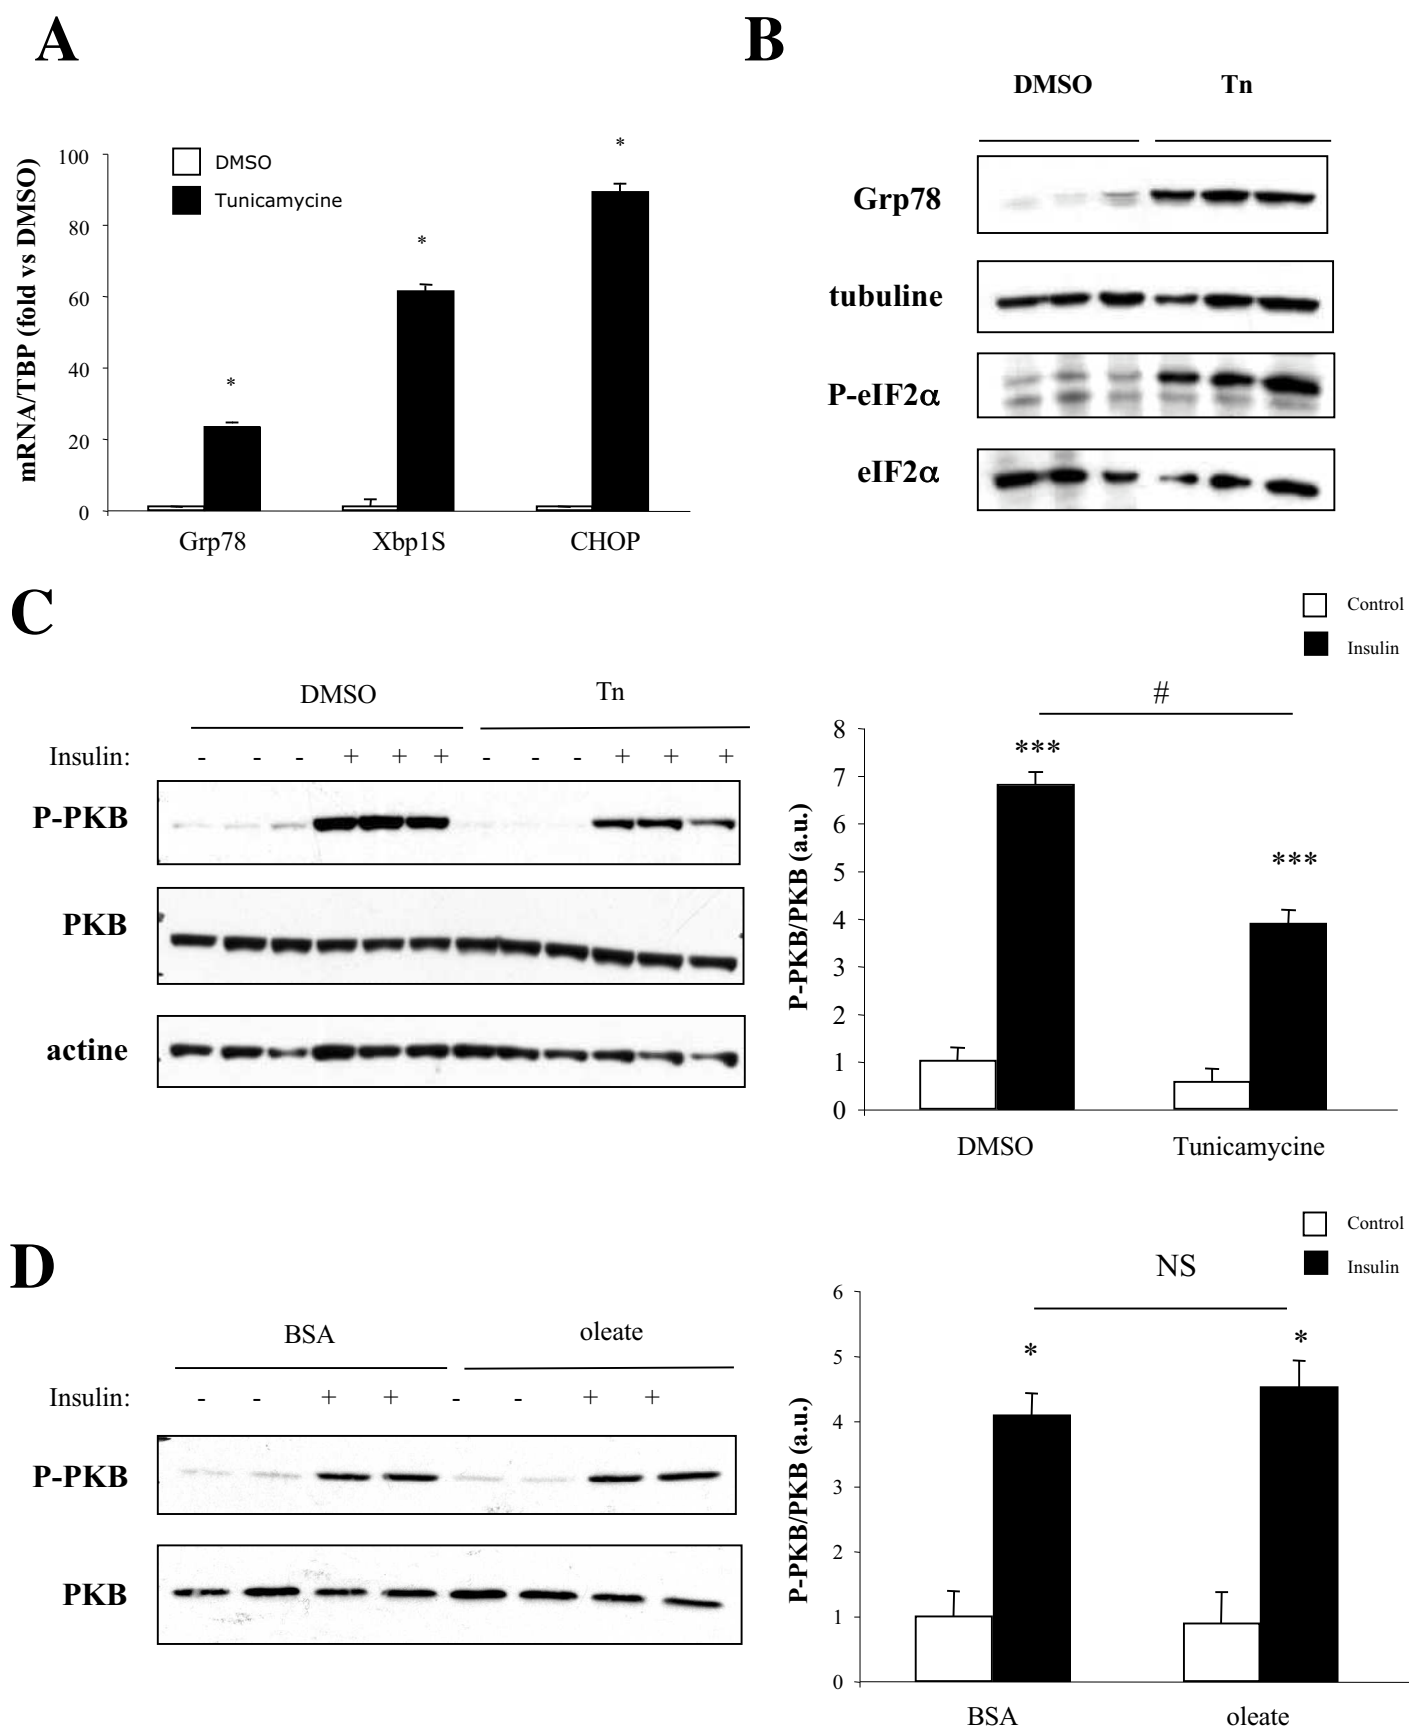 A
mRNA/TBP (fold vs DMSO)
100
80
60
40
20
0
DMSO
Tunicamycine
*
*
*
Grp78 Xbp1S CHOP
B
DMSO Tn
Grp78
tubuline
P-eIF2α
eIF2α
C
DMSO Tn
Insulin: - - - + + + - - - + + +
P-PKB
PKB
actine
Control
Insulin
#
P-PKB/PKB (a.u.)
8
7
6
5
4
3
2
1
0
***
***
DMSO Tunicamycine
D
BSA oleate
Insulin: - - + + - - + +
P-PKB
PKB
Control
Insulin
NS
P-PKB/PKB (a.u.)
6
5
4
3
2
1
0
*
*
BSA oleate